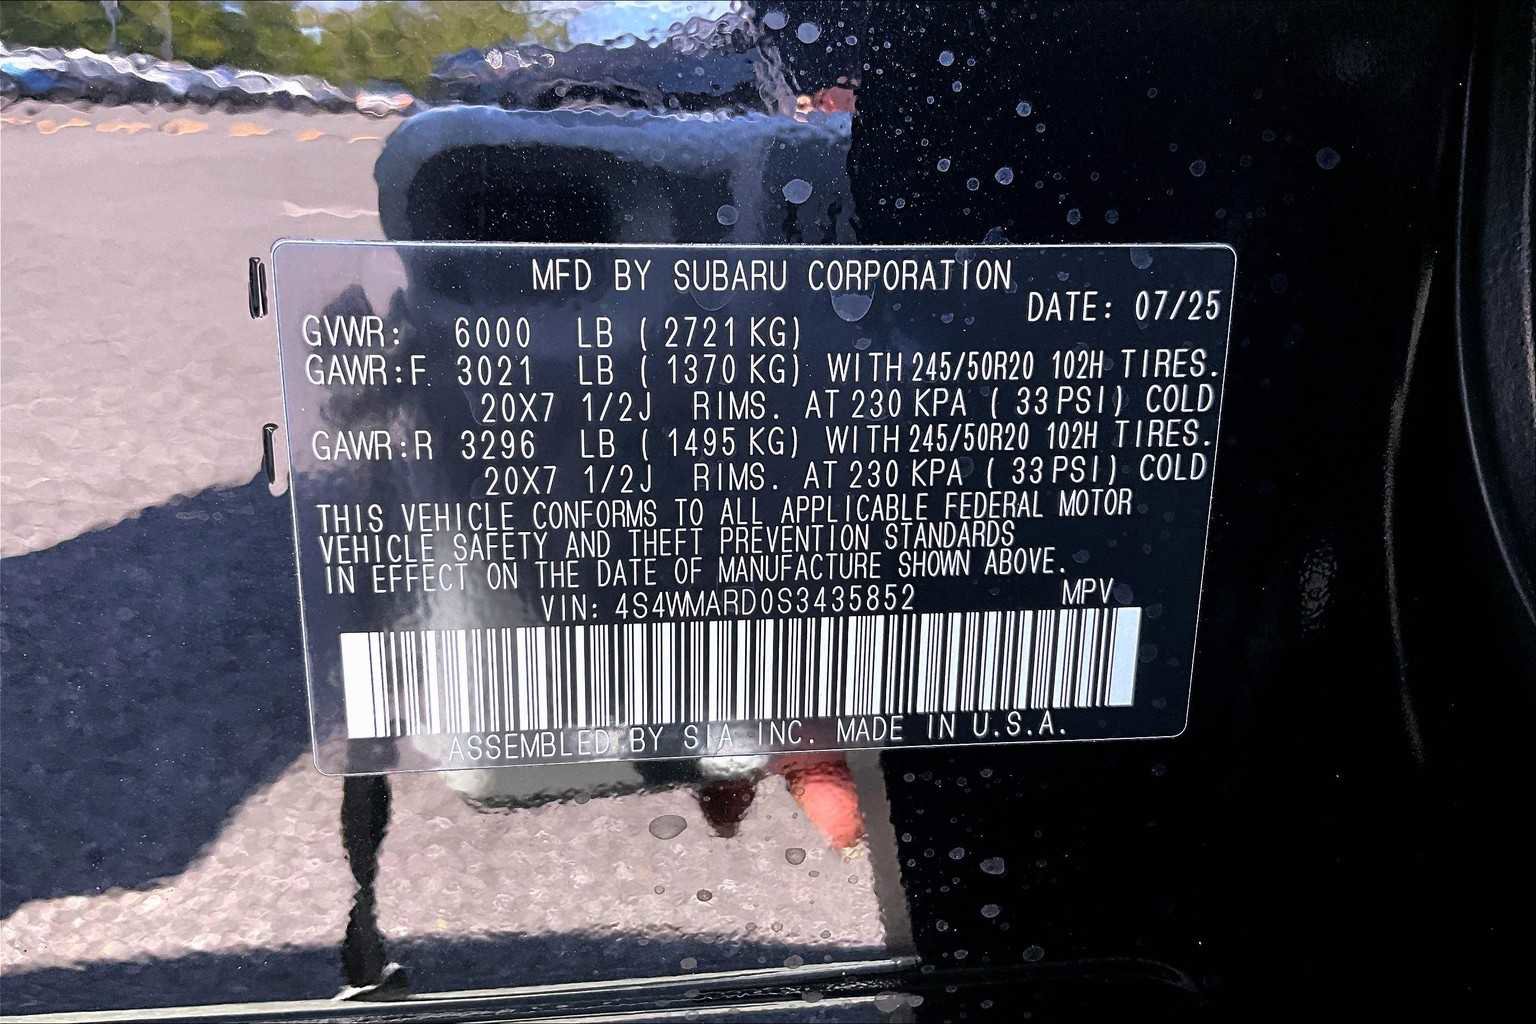 MFD BY SUBARU CORPORATION
DATE: 07/25
GVWR: 6000 LB ( 2721 KG)
GAWR:F 3021 LB ( 1370 KG) WITH 245/50R20 102H TIRES.
20X7 1/2J RIMS. AT 230 KPA ( 33 PSI) COLD
GAWR:R 3296 LB ( 1495 KG) WITH 245/50R20 102H TIRES.
20X7 1/2J RIMS. AT 230 KPA ( 33 PSI) COLD
THIS VEHICLE CONFORMS TO ALL APPLICABLE FEDERAL MOTOR
VEHICLE SAFETY AND THEFT PREVENTION STANDARDS
IN EFFECT ON THE DATE OF MANUFACTURE SHOWN ABOVE.
VIN: 4S4WMARD0S3435852 MPV
ASSEMBLED BY SIA INC. MADE IN U.S.A.